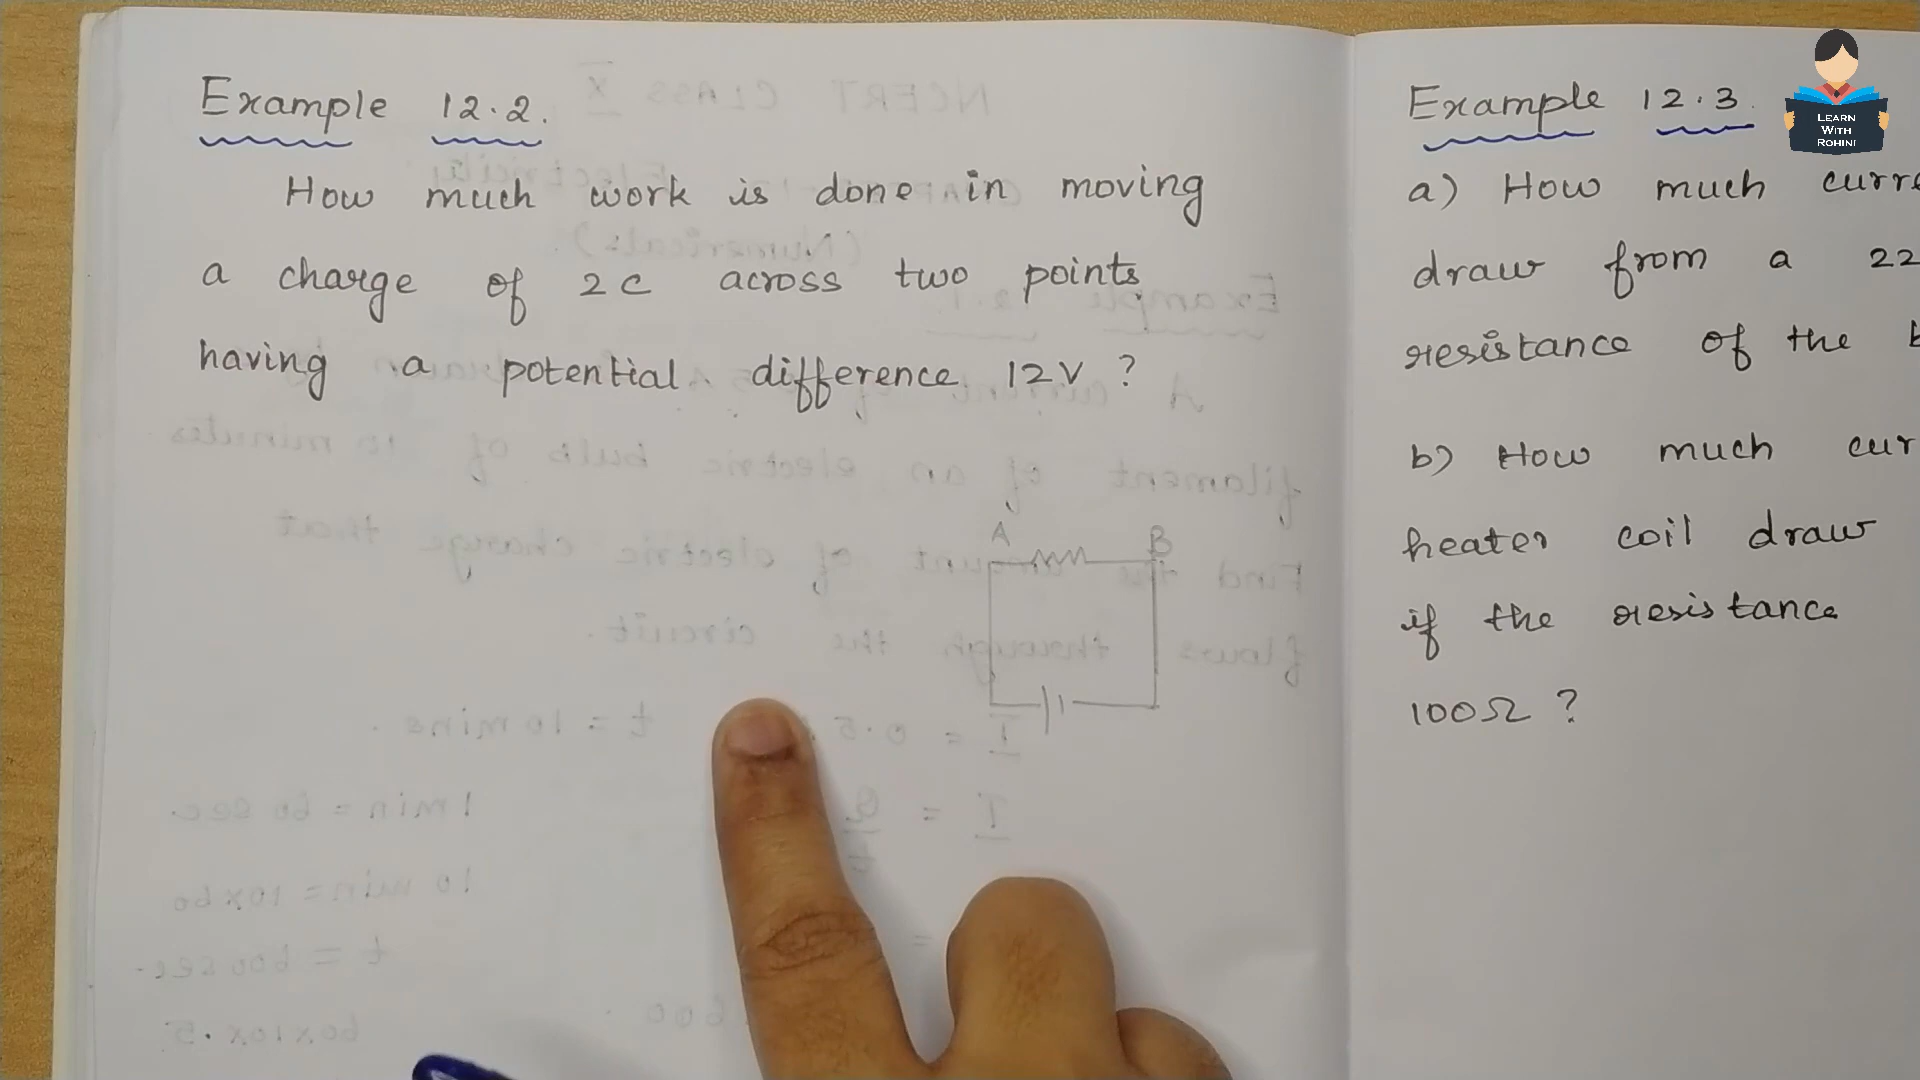 Example 12.2.
How much work is done in moving
a charge of 2C across two points
having a potential difference 12V ?
A B
Example 12.3.
a) How much
draw from a
resistance of the
b) How much
heater coil draw
if the resistance
100Ω ?
LEARN
WITH
ROHINI